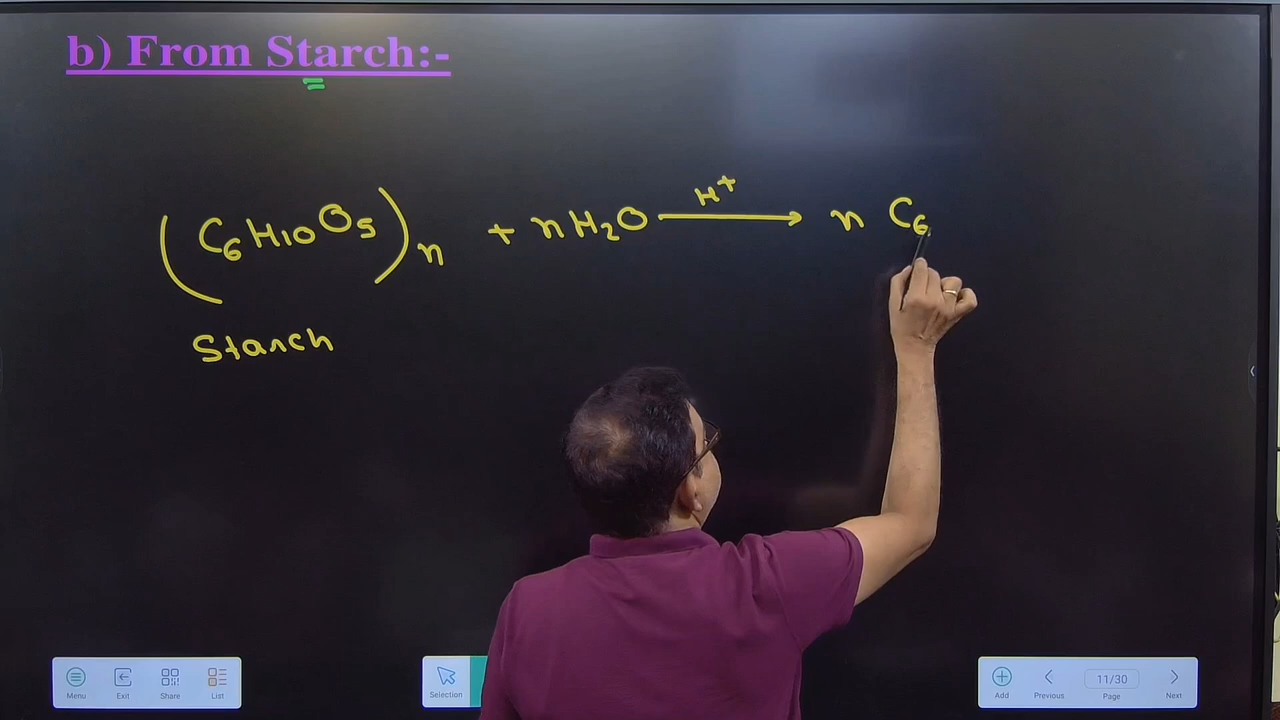 b) From Starch:-
(C6H10O5)n + nH2O H+ → n C6
Starch
Menu Exit Share List Selection Add Previous 11/30 Page Next